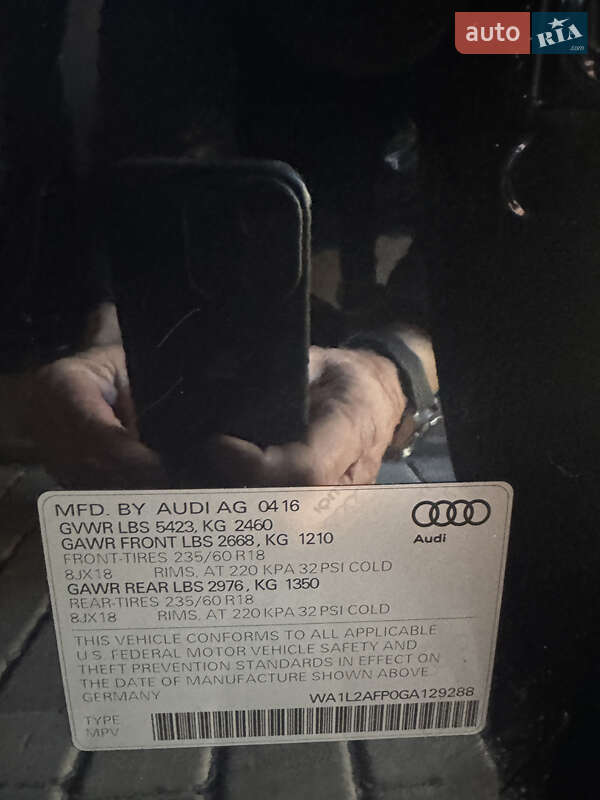 auto RIA .com
MFD. BY AUDI AG 04 16
GVWR LBS 5423, KG 2460
GAWR FRONT LBS 2668, KG 1210
FRONT-TIRES 235/60 R18
8JX18 RIMS, AT 220 KPA 32 PSI COLD
GAWR REAR LBS 2976, KG 1350
REAR-TIRES 235/60 R18
8JX18 RIMS, AT 220 KPA 32 PSI COLD
Audi
THIS VEHICLE CONFORMS TO ALL APPLICABLE
U.S. FEDERAL MOTOR VEHICLE SAFETY AND
THEFT PREVENTION STANDARDS IN EFFECT ON
THE DATE OF MANUFACTURE SHOWN ABOVE.
GERMANY WA1L2AFP0GA129288
TYPE
MPV